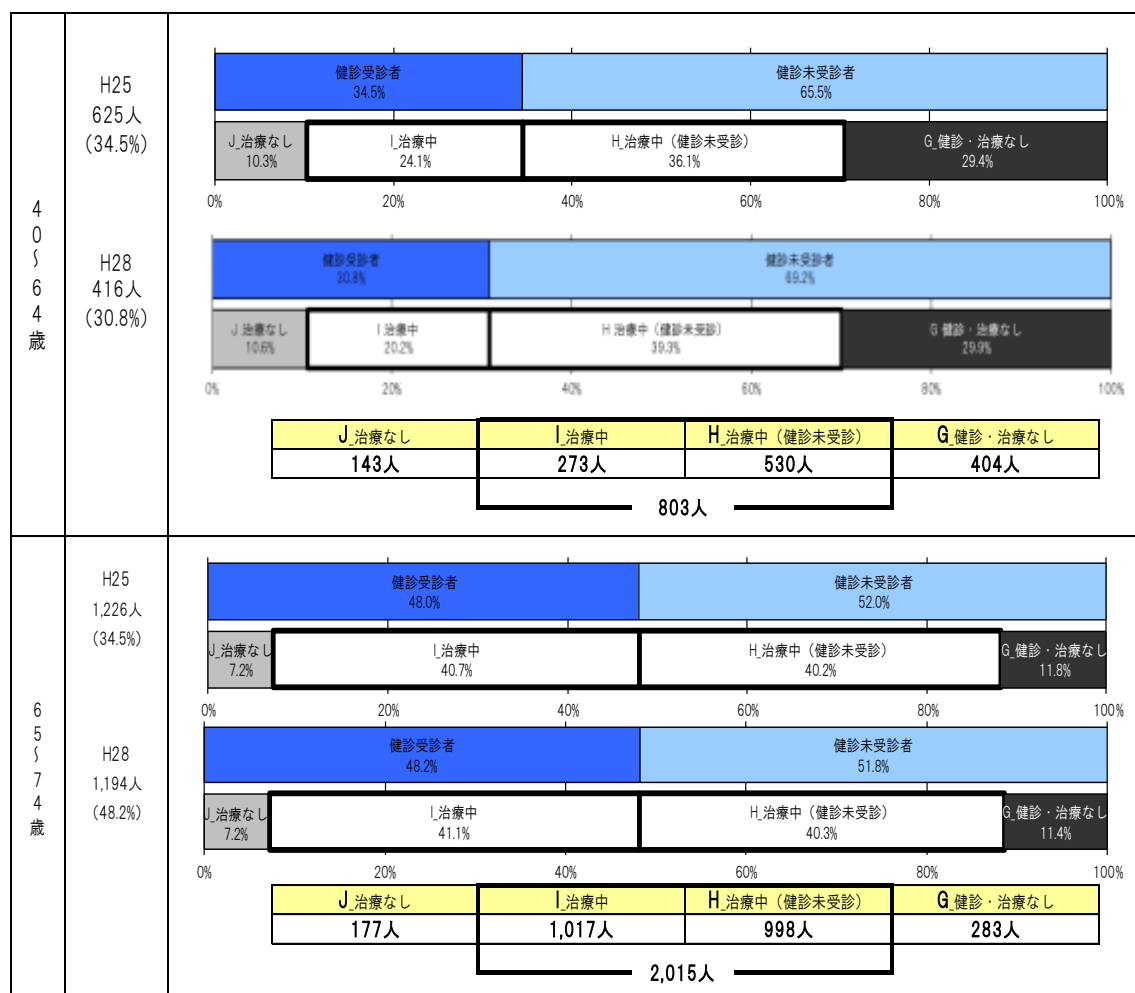 40〜64歳
H25
625人
(34.5%)
健診受診者
34.5%
健診未受診者
65.5%
J_治療なし
10.3%
I_治療中
24.1%
H_治療中（健診未受診）
36.1%
G_健診・治療なし
29.4%
0% 20% 40% 60% 80% 100%
H28
416人
(30.8%)
健診受診者
30.8%
健診未受診者
69.2%
J_治療なし
10.6%
I_治療中
20.2%
H_治療中（健診未受診）
39.3%
G_健診・治療なし
29.9%
0% 20% 40% 60% 80% 100%
J_治療なし I_治療中 H_治療中（健診未受診） G_健診・治療なし
143人 273人 530人 404人
803人
65〜74歳
H25
1,226人
(34.5%)
健診受診者
48.0%
健診未受診者
52.0%
J_治療なし
7.2%
I_治療中
40.7%
H_治療中（健診未受診）
40.2%
G_健診・治療なし
11.8%
0% 20% 40% 60% 80% 100%
H28
1,194人
(48.2%)
健診受診者
48.2%
健診未受診者
51.8%
J_治療なし
7.2%
I_治療中
41.1%
H_治療中（健診未受診）
40.3%
G_健診・治療なし
11.4%
0% 20% 40% 60% 80% 100%
J_治療なし I_治療中 H_治療中（健診未受診） G_健診・治療なし
177人 1,017人 998人 283人
2,015人